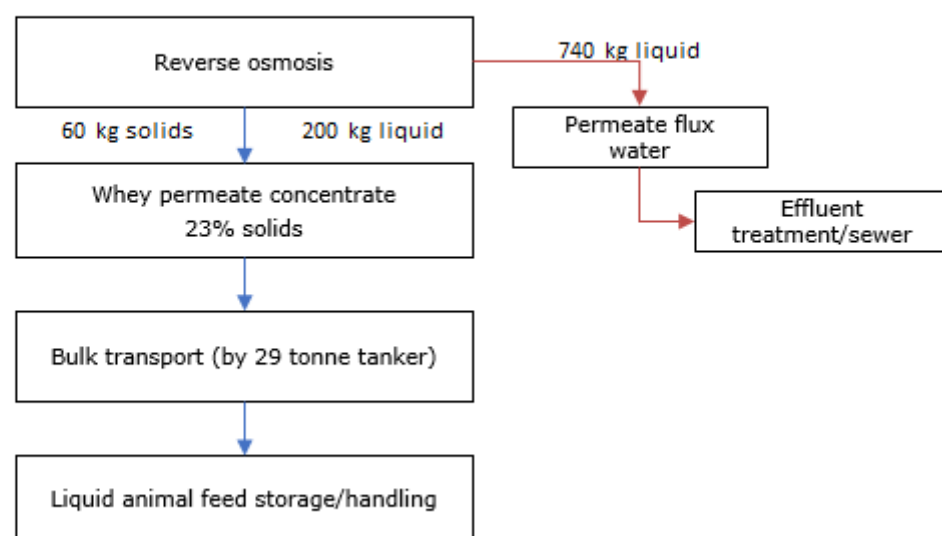 Reverse osmosis
740 kg liquid
60 kg solids
200 kg liquid
Permeate flux
water
Whey permeate concentrate
23% solids
Effluent
treatment/sewer
Bulk transport (by 29 tonne tanker)
Liquid animal feed storage/handling